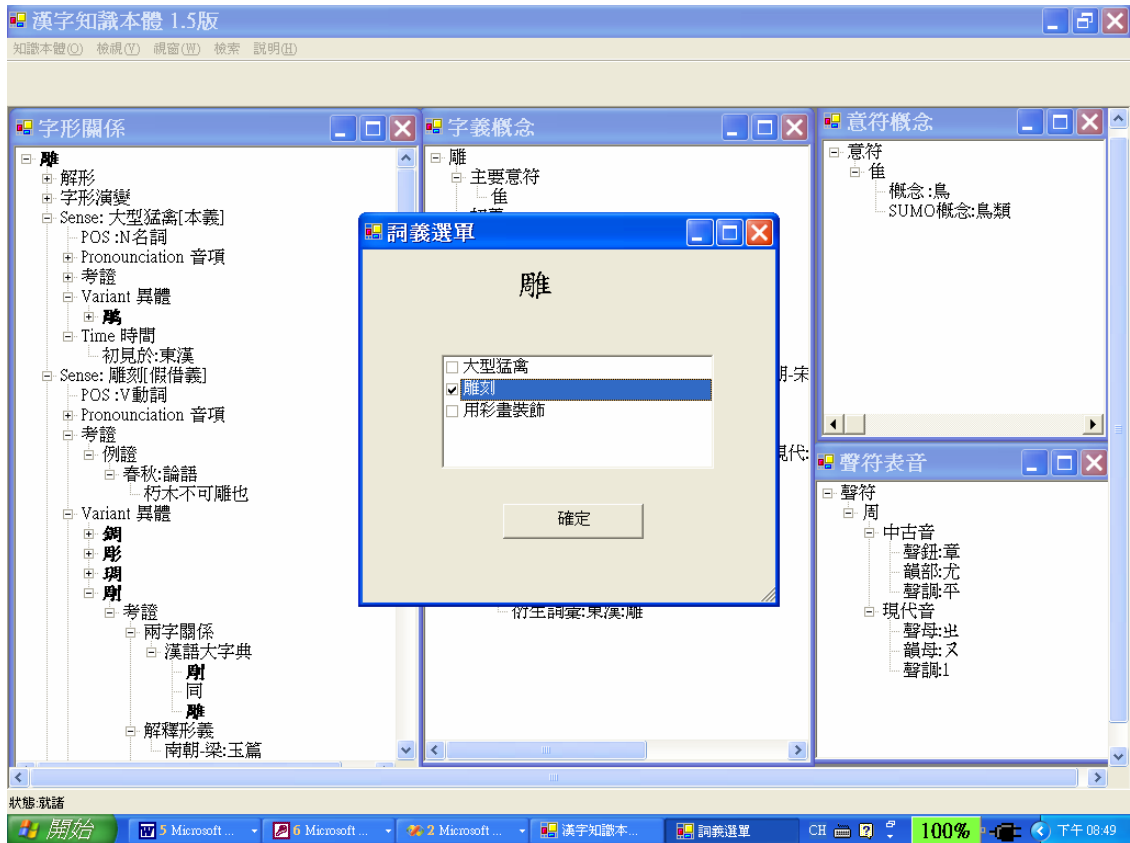 漢字知識本體 1.5版
知識本體(O) 檢視(V) 視窗(W) 檢索 說明(H)
字形關係
雕
解形
字形演變
Sense: 大型猛禽[本義]
POS :N名詞
Pronounciation 音項
考證
Variant 異體
鵰
Time 時間
初見於:東漢
Sense: 雕刻[假借義]
POS :V動詞
Pronounciation 音項
考證
例證
春秋:論語
朽木不可雕也
Variant 異體
鋼
彫
琱
剛
考證
兩字關係
漢語大字典
剛
同
雕
解釋形義
南朝-梁:玉篇
字義概念
雕
主要意符
隹
朝-宋
現代:
衍生詞彙:東漢:雕
意符概念
意符
隹
概念:鳥
SUMO概念:鳥類
聲符表音
聲符
周
中古音
聲鈕:章
韻部:尤
聲調:平
現代音
聲母:ㄓ
韻母:ㄡ
聲調:1
詞義選單
雕
大型猛禽
雕刻
用彩畫裝飾
確定
狀態:就諸
開始
5 Microsoft ...
6 Microsoft ...
2 Microsoft ...
漢字知識本...
詞義選單
CH
100%
下午 08:49